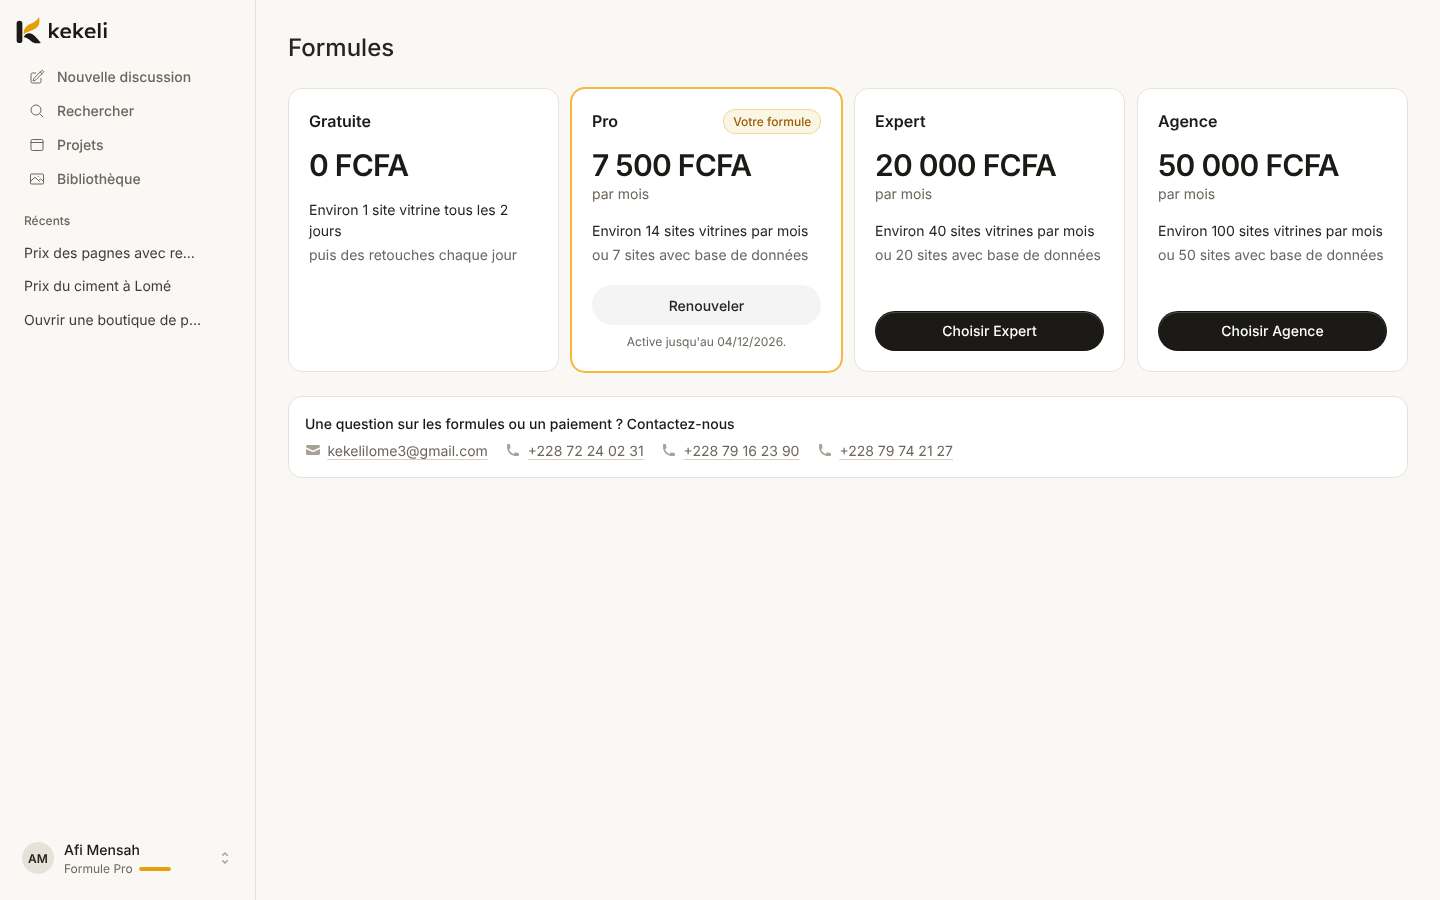 kekeli
Nouvelle discussion
Rechercher
Projets
Bibliothèque
Récents
Prix des pagnes avec re...
Prix du ciment à Lomé
Ouvrir une boutique de p...
AM
Afi Mensah
Formule Pro
Formules
Gratuite
0 FCFA
Environ 1 site vitrine tous les 2
jours
puis des retouches chaque jour
Pro
Votre formule
7 500 FCFA
par mois
Environ 14 sites vitrines par mois
ou 7 sites avec base de données
Renouveler
Active jusqu'au 04/12/2026.
Expert
20 000 FCFA
par mois
Environ 40 sites vitrines par mois
ou 20 sites avec base de données
Choisir Expert
Agence
50 000 FCFA
par mois
Environ 100 sites vitrines par mois
ou 50 sites avec base de données
Choisir Agence
Une question sur les formules ou un paiement ? Contactez-nous
kekelilome3@gmail.com +228 72 24 02 31 +228 79 16 23 90 +228 79 74 21 27